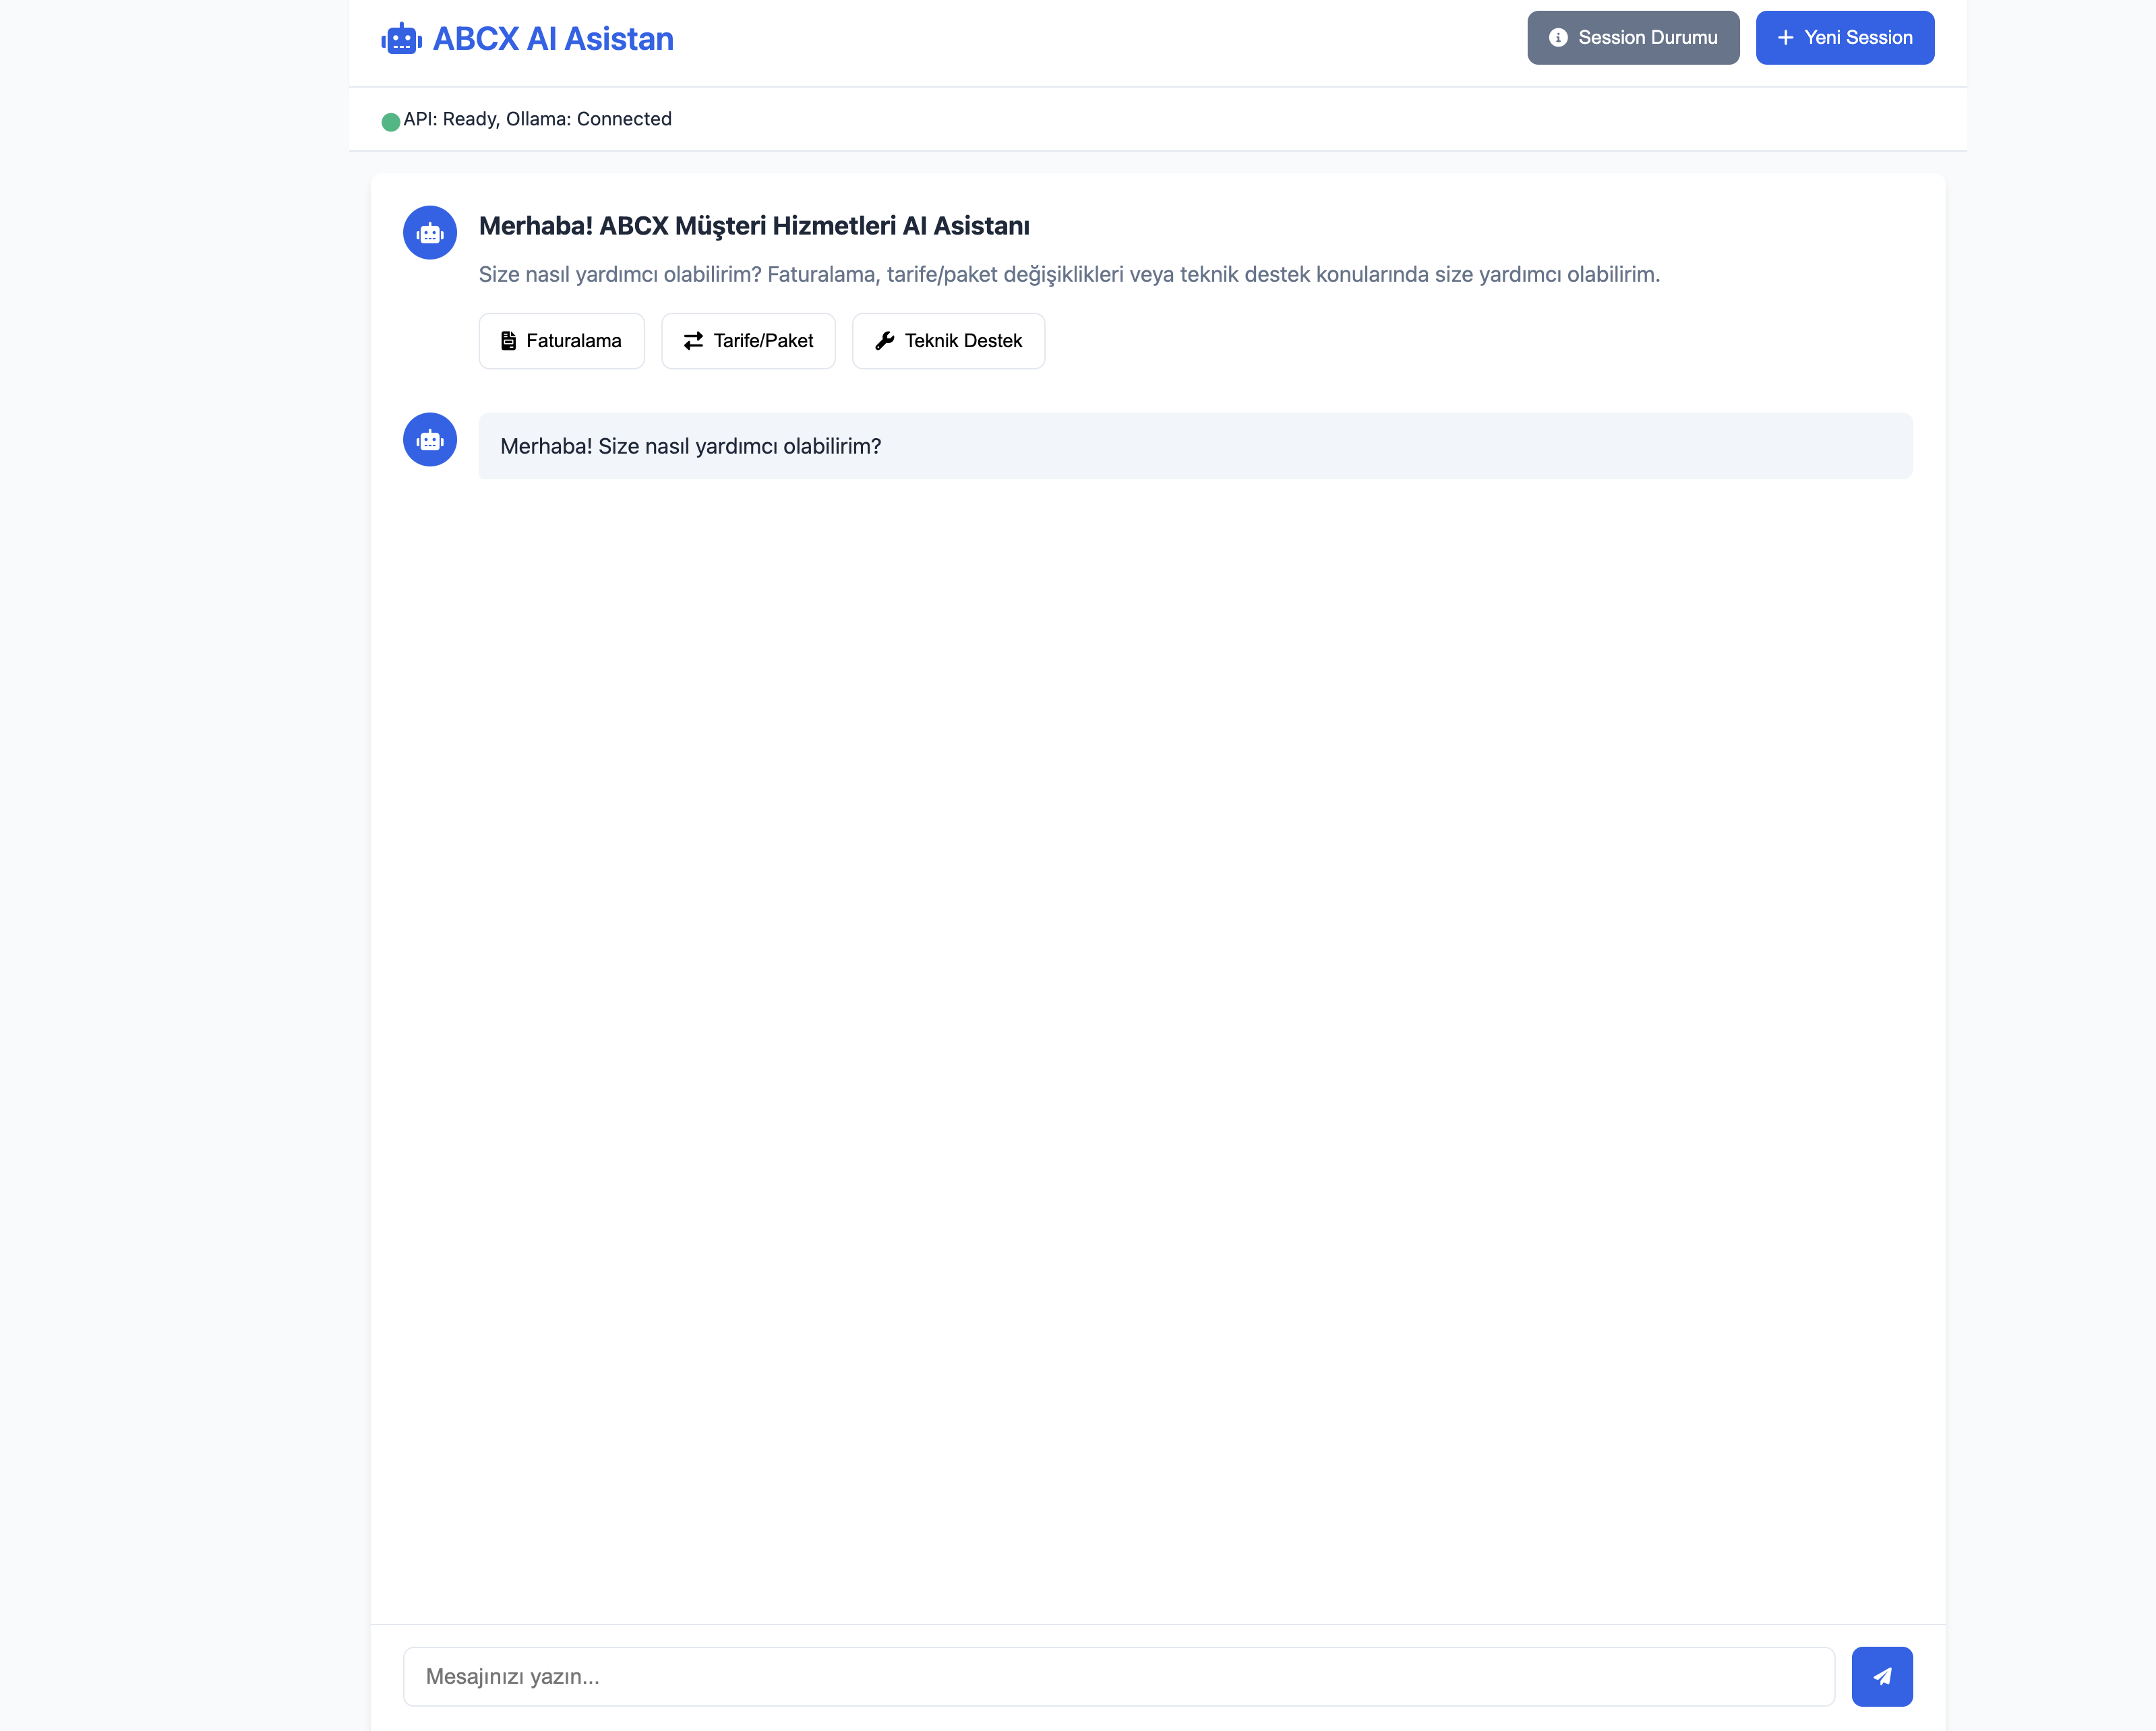 ABCX AI Asistan
Session Durumu
Yeni Session
API: Ready, Ollama: Connected
Merhaba! ABCX Müşteri Hizmetleri AI Asistanı
Size nasıl yardımcı olabilirim? Faturalama, tarife/paket değişiklikleri veya teknik destek konularında size yardımcı olabilirim.
Faturalama
Tarife/Paket
Teknik Destek
Merhaba! Size nasıl yardımcı olabilirim?
Mesajınızı yazın...